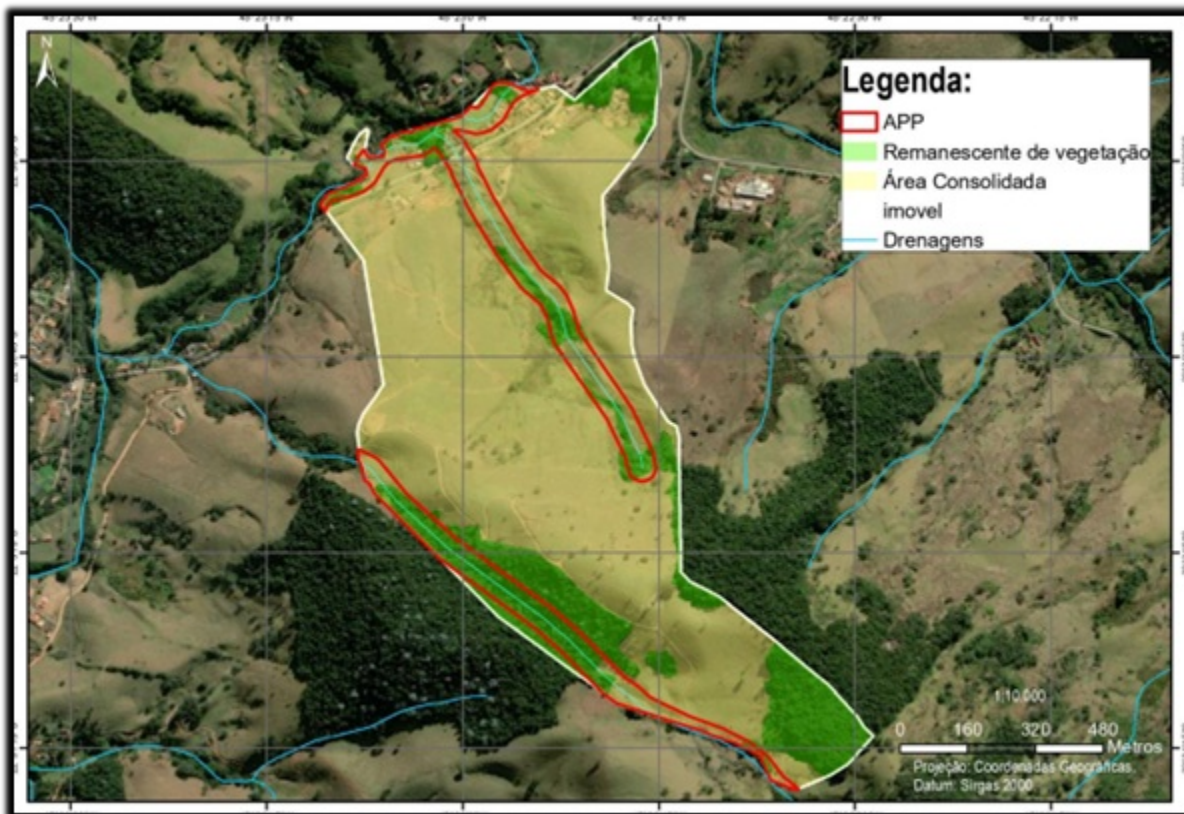 N
Legenda:
APP
Remanescente de vegetação
Área Consolidada
imovel
Drenagens
1:10.000
0 160 320 480
Metros
Projeção: Coordenadas Geográficas.
Datum: Sirgas 2000